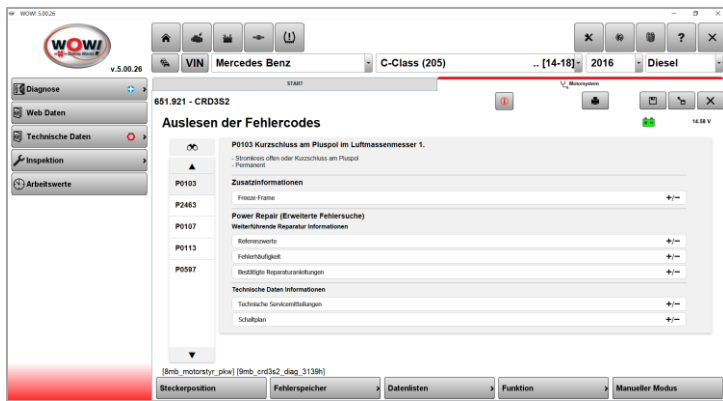 WOW! 5.00.26
WOW!
v.5.00.26
VIN
Mercedes Benz
C-Class (205)
.. [14-18]
2016
Diesel
START
Motorsystem
Diagnose
Web Daten
Technische Daten
Inspektion
Arbeitswerte
651.921 - CRD3S2
Auslesen der Fehlercodes
14.58 V
P0103
P2463
P0107
P0113
P0597
P0103 Kurzschluss am Pluspol im Luftmassenmesser 1.
- Stromkreis offen oder Kurzschluss am Pluspol
- Permanent
Zusatzinformationen
Freeze-Frame +/-
Power Repair (Erweiterte Fehlersuche)
Weiterführende Reparatur Informationen
Referenzwerte +/-
Fehlerhäufigkeit +/-
Bestätigte Reparaturanleitungen +/-
Technische Daten Informationen
Technische Servicemitteilungen +/-
Schaltplan +/-
[8mb_motorstyr_pkw] [9mb_crd3s2_diag_3139h]
Steckerposition
Fehlerspeicher
Datenlisten
Funktion
Manueller Modus